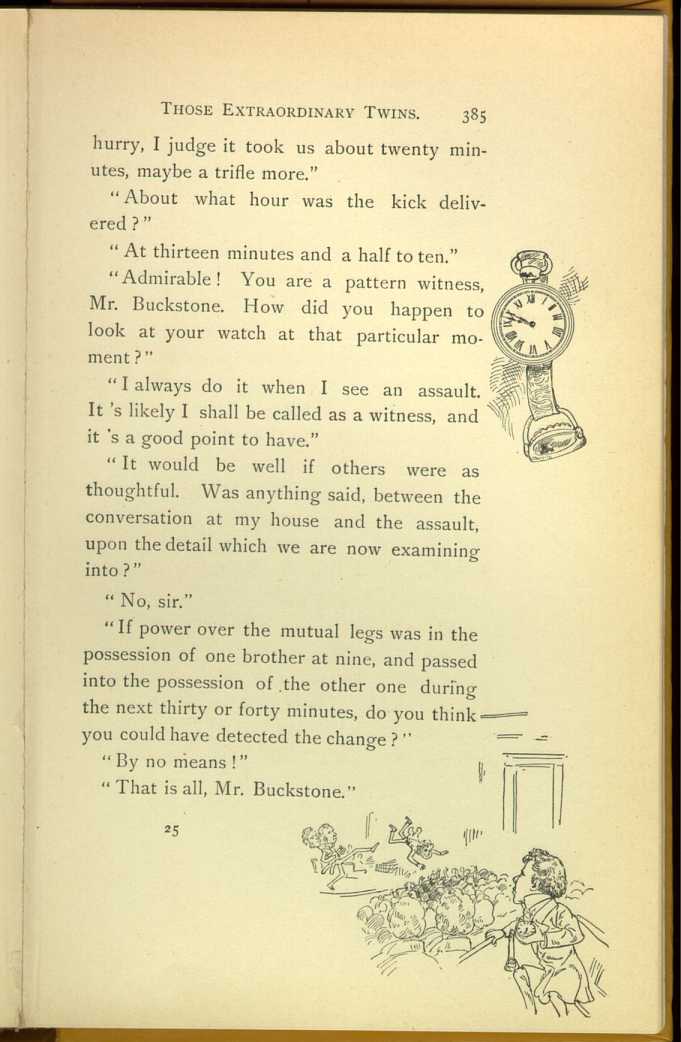 THOSE EXTRAORDINARY TWINS. 385
hurry, I judge it took us about twenty min-
utes, maybe a trifle more."
"About what hour was the kick deliv-
ered?"
"At thirteen minutes and a half to ten."
"Admirable! You are a pattern witness,
Mr. Buckstone. How did you happen to
look at your watch at that particular mo-
ment?"
"I always do it when I see an assault.
It 's likely I shall be called as a witness, and
it 's a good point to have."
"It would be well if others were as
thoughtful. Was anything said, between the
conversation at my house and the assault,
upon the detail which we are now examining
into?"
"No, sir."
"If power over the mutual legs was in the
possession of one brother at nine, and passed
into the possession of the other one during
the next thirty or forty minutes, do you think
you could have detected the change?"
"By no means!"
"That is all, Mr. Buckstone."
25